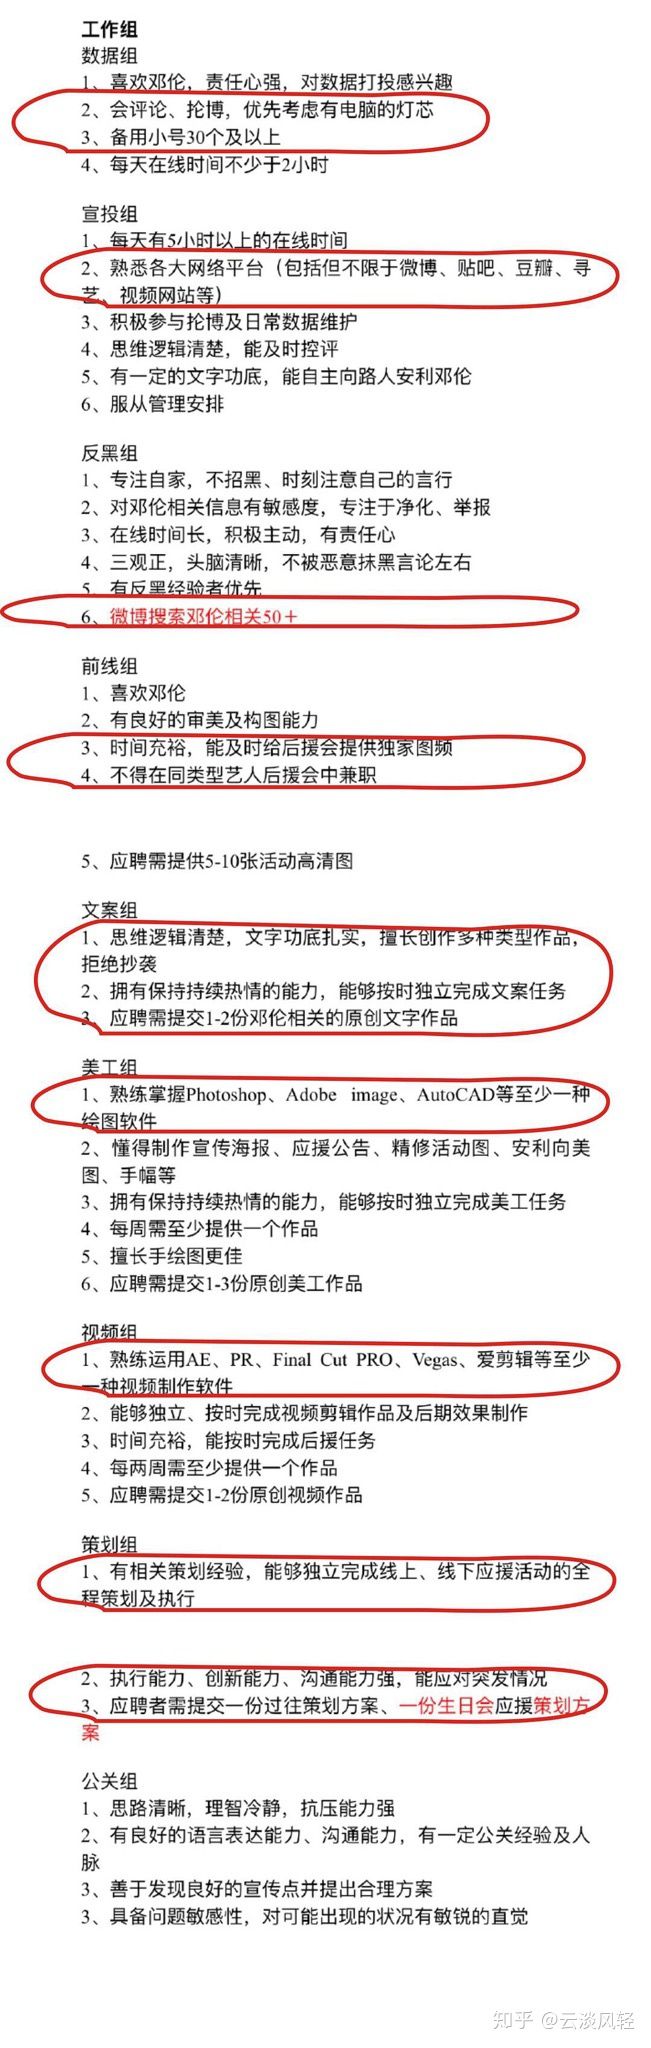 工作组
数据组
1、喜欢邓伦，责任心强，对数据打投感兴趣
2、会评论、抡博，优先考虑有电脑的灯芯
3、备用小号30个及以上
4、每天在线时间不少于2小时
宣投组
1、每天有5小时以上的在线时间
2、熟悉各大网络平台（包括但不限于微博、贴吧、豆瓣、寻
艺、视频网站等）
3、积极参与抡博及日常数据维护
4、思维逻辑清楚，能及时控评
5、有一定的文字功底，能自主向路人安利邓伦
6、服从管理安排
反黑组
1、专注自家，不招黑、时刻注意自己的言行
2、对邓伦相关信息有敏感度，专注于净化、举报
3、在线时间长，积极主动，有责任心
4、三观正，头脑清晰，不被恶意抹黑言论左右
5、有反黑经验者优先
6、微博搜索邓伦相关50＋
前线组
1、喜欢邓伦
2、有良好的审美及构图能力
3、时间充裕，能及时给后援会提供独家图频
4、不得在同类型艺人后援会中兼职
5、应聘需提供5-10张活动高清图
文案组
1、思维逻辑清楚，文字功底扎实，擅长创作多种类型作品，
拒绝抄袭
2、拥有保持持续热情的能力，能够按时独立完成文案任务
3、应聘需提交1-2份邓伦相关的原创文字作品
美工组
1、熟练掌握Photoshop、Adobe image、AutoCAD等至少一种
绘图软件
2、懂得制作宣传海报、应援公告、精修活动图、安利向美
图、手幅等
3、拥有保持持续热情的能力，能够按时独立完成美工任务
4、每周需至少提供一个作品
5、擅长手绘图更佳
6、应聘需提交1-3份原创美工作品
视频组
1、熟练运用AE、PR、Final Cut PRO、Vegas、爱剪辑等至少
一种视频制作软件
2、能够独立、按时完成视频剪辑作品及后期效果制作
3、时间充裕，能按时完成后援任务
4、每两周需至少提供一个作品
5、应聘需提交1-2份原创视频作品
策划组
1、有相关策划经验，能够独立完成线上、线下应援活动的全
程策划及执行
2、执行能力、创新能力、沟通能力强，能应对突发情况
3、应聘者需提交一份过往策划方案、一份生日会应援策划方
案
公关组
1、思路清晰，理智冷静，抗压能力强
2、有良好的语言表达能力、沟通能力，有一定公关经验及人
脉
3、善于发现良好的宣传点并提出合理方案
3、具备问题敏感性，对可能出现的状况有敏锐的直觉
知乎 @云淡风轻